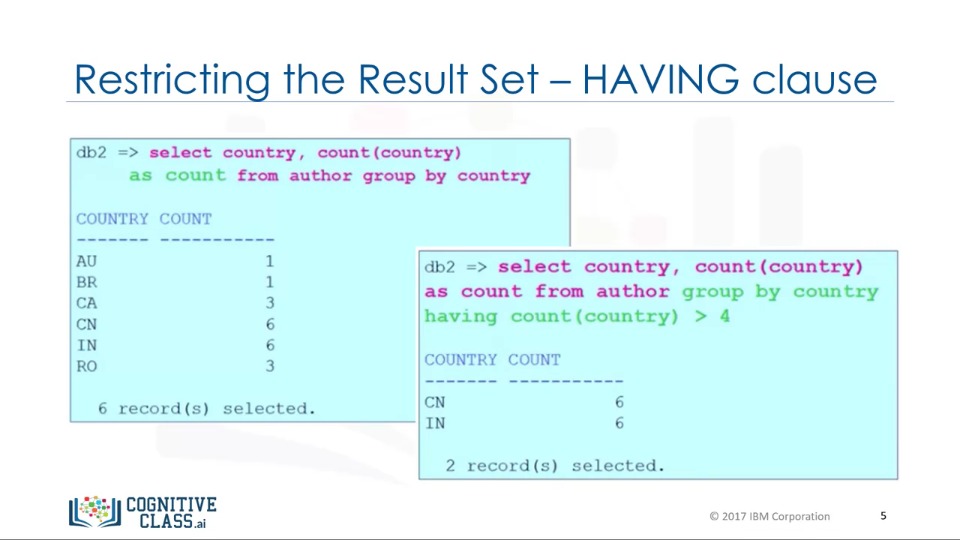 Restricting the Result Set – HAVING clause
db2 => select country, count(country)
as count from author group by country
COUNTRY COUNT
------- -----------
AU 1
BR 1
CA 3
CN 6
IN 6
RO 3
6 record(s) selected.
db2 => select country, count(country)
as count from author group by country
having count(country) > 4
COUNTRY COUNT
------- -----------
CN 6
IN 6
2 record(s) selected.
COGNITIVE
CLASS.ai
© 2017 IBM Corporation
5